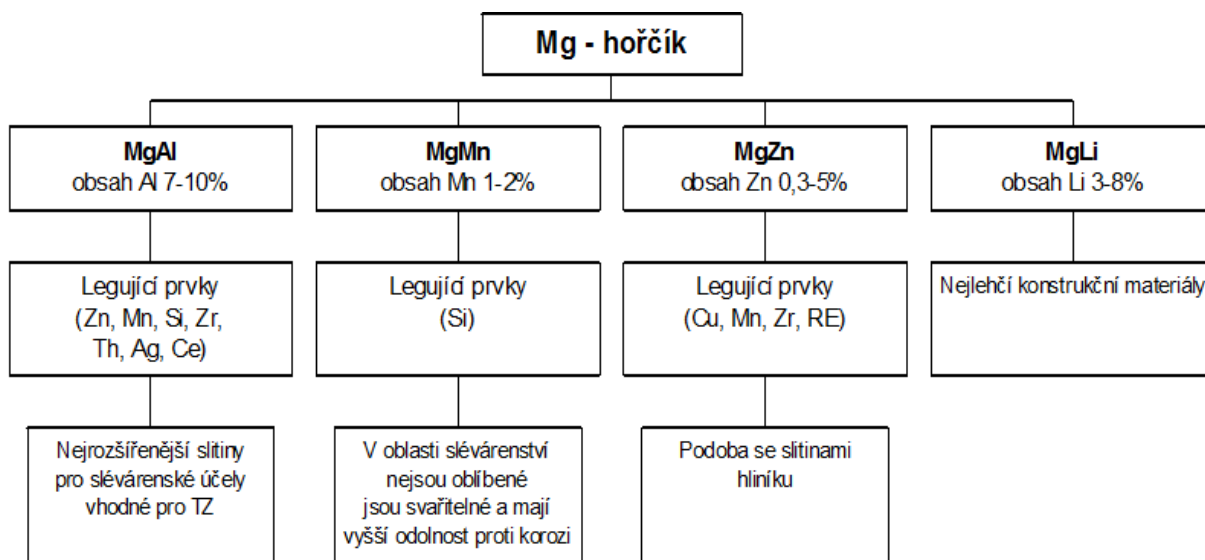 Mg - hořčík
MgAl
obsah Al 7-10%
MgMn
obsah Mn 1-2%
MgZn
obsah Zn 0,3-5%
MgLi
obsah Li 3-8%
Legující prvky
(Zn, Mn, Si, Zr,
Th, Ag, Ce)
Legující prvky
(Si)
Legující prvky
(Cu, Mn, Zr, RE)
Nejlehčí konstrukční materiály
Nejrozšířenější slitiny
pro slévárenské účely
vhodné pro TZ
V oblasti slévárenství
nejsou oblíbené
jsou svařitelné a mají
vyšší odolnost proti korozi
Podoba se slitinami
hliníku